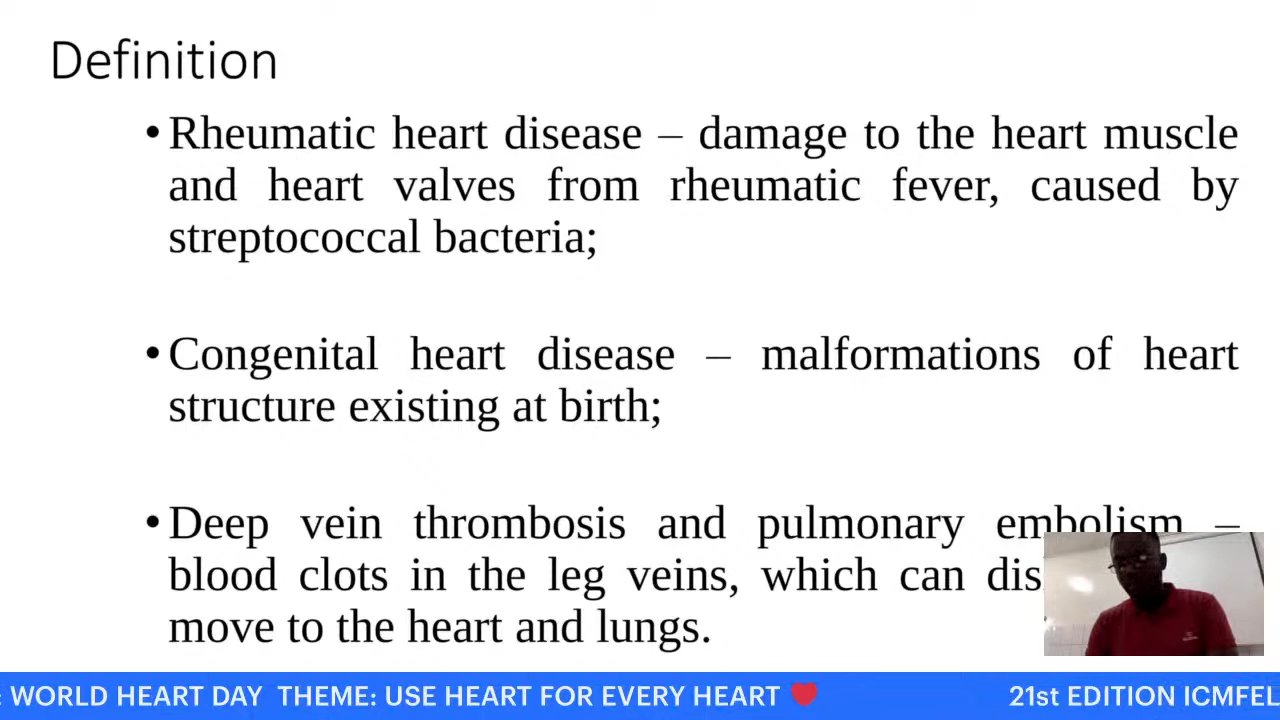 Definition
• Rheumatic heart disease – damage to the heart muscle
and heart valves from rheumatic fever, caused by
streptococcal bacteria;
• Congenital heart disease – malformations of heart
structure existing at birth;
• Deep vein thrombosis and pulmonary embolism –
blood clots in the leg veins, which can
move to the heart and lungs.
: WORLD HEART DAY THEME: USE HEART FOR EVERY HEART ❤️ 21st EDITION ICMFEL